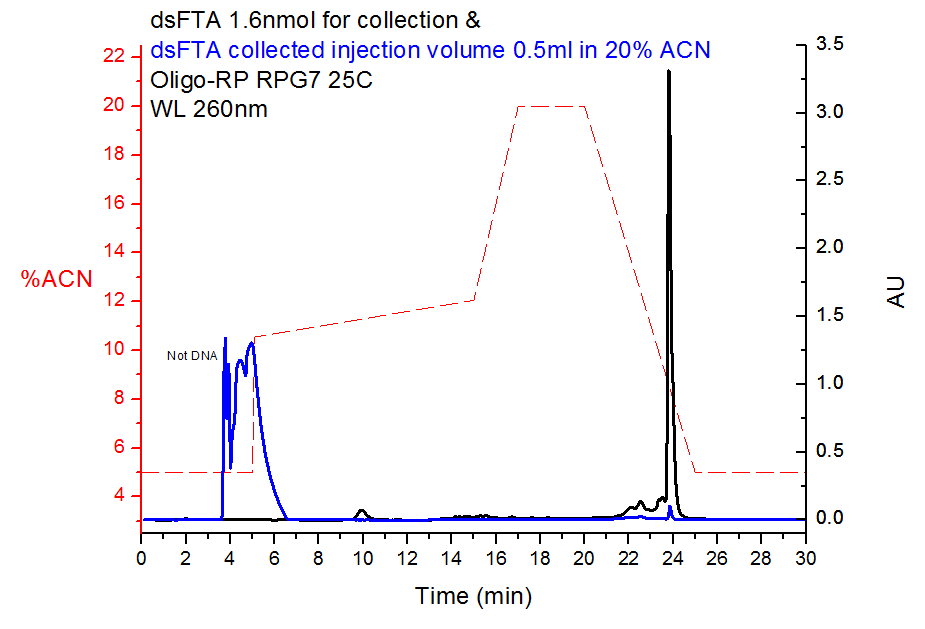 dsFTA 1.6nmol for collection &
dsFTA collected injection volume 0.5ml in 20% ACN
Oligo-RP RPG7 25C
WL 260nm
22
20
18
16
14
12
10
8
6
4
%ACN
Not DNA
3.5
3.0
2.5
2.0
1.5
1.0
0.5
0.0
AU
0 2 4 6 8 10 12 14 16 18 20 22 24 26 28 30
Time (min)